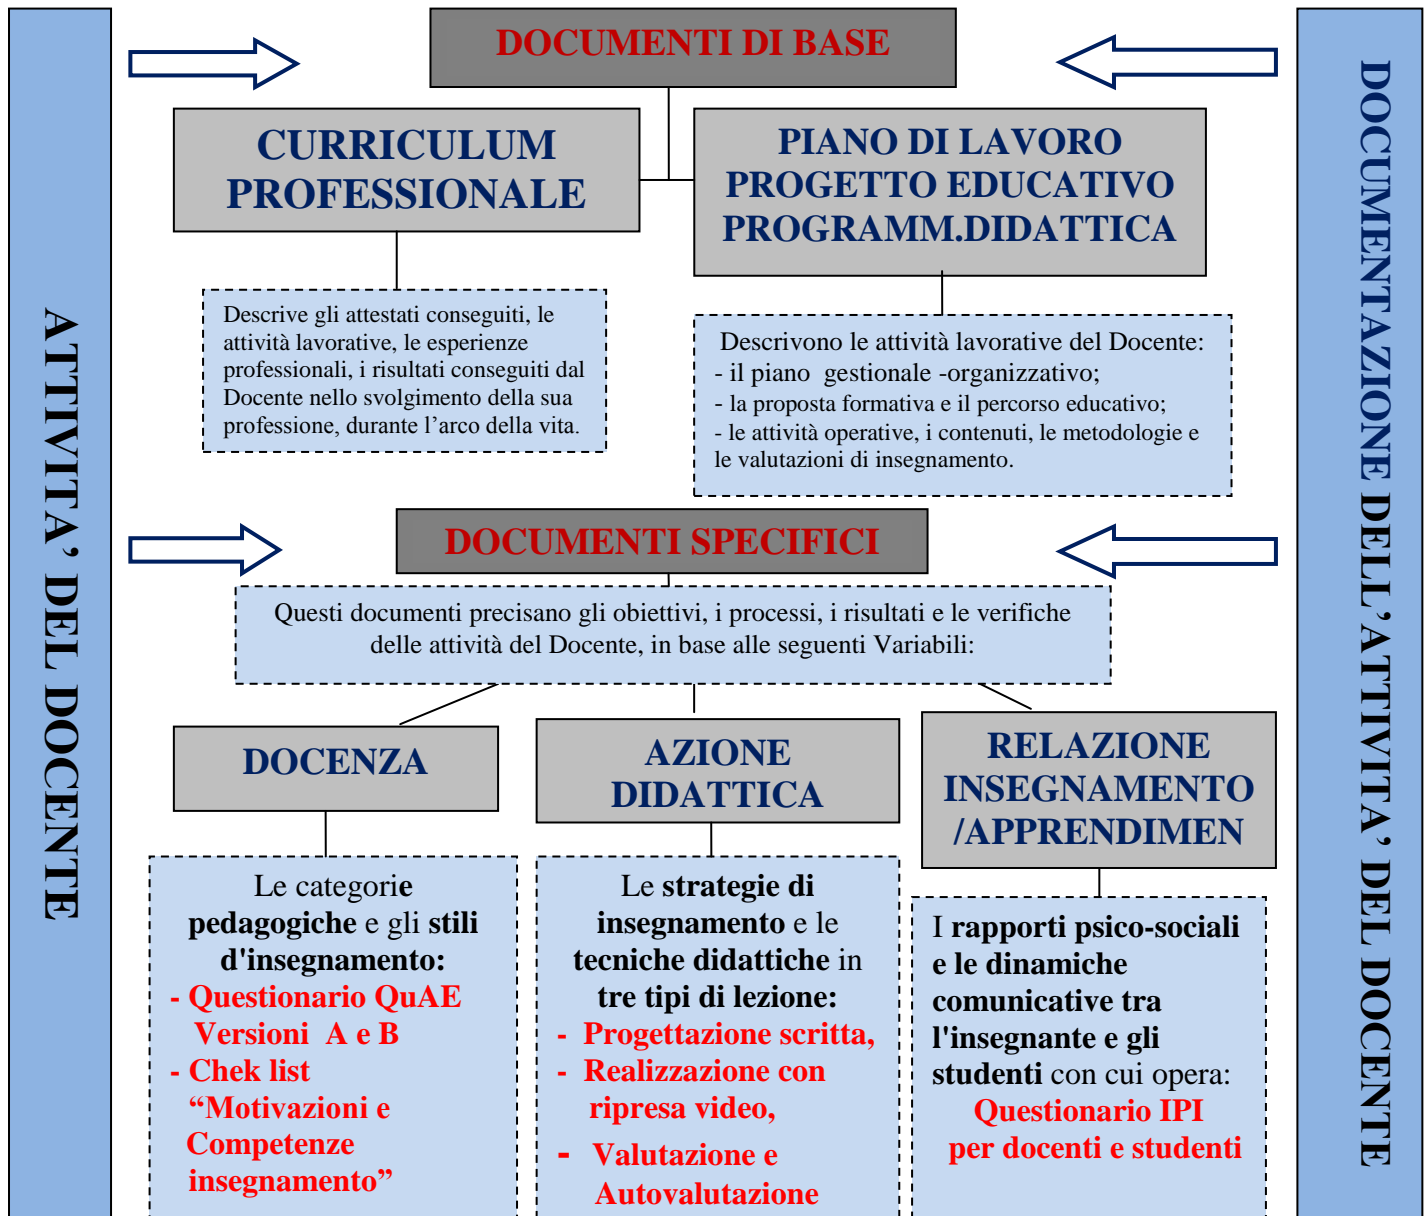 ATTIVITA’ DEL DOCENTE
DOCUMENTI DI BASE
CURRICULUM
PROFESSIONALE
Descrive gli attestati conseguiti, le
attività lavorative, le esperienze
professionali, i risultati conseguiti dal
Docente nello svolgimento della sua
professione, durante l’arco della vita.
PIANO DI LAVORO
PROGETTO EDUCATIVO
PROGRAMM.DIDATTICA
Descrivono le attività lavorative del Docente:
- il piano gestionale -organizzativo;
- la proposta formativa e il percorso educativo;
- le attività operative, i contenuti, le metodologie e
le valutazioni di insegnamento.
DOCUMENTI SPECIFICI
Questi documenti precisano gli obiettivi, i processi, i risultati e le verifiche
delle attività del Docente, in base alle seguenti Variabili:
DOCENZA
Le categorie
pedagogiche e gli stili
d'insegnamento:
- Questionario QuAE
Versioni A e B
- Chek list
“Motivazioni e
Competenze
insegnamento”
AZIONE
DIDATTICA
Le strategie di
insegnamento e le
tecniche didattiche in
tre tipi di lezione:
- Progettazione scritta,
- Realizzazione con
ripresa video,
- Valutazione e
Autovalutazione
RELAZIONE
INSEGNAMENTO
/APPRENDIMEN
I rapporti psico-sociali
e le dinamiche
comunicative tra
l'insegnante e gli
studenti con cui opera:
Questionario IPI
per docenti e studenti
DOCUMENTAZIONE DELL’ATTIVITA’ DEL DOCENTE